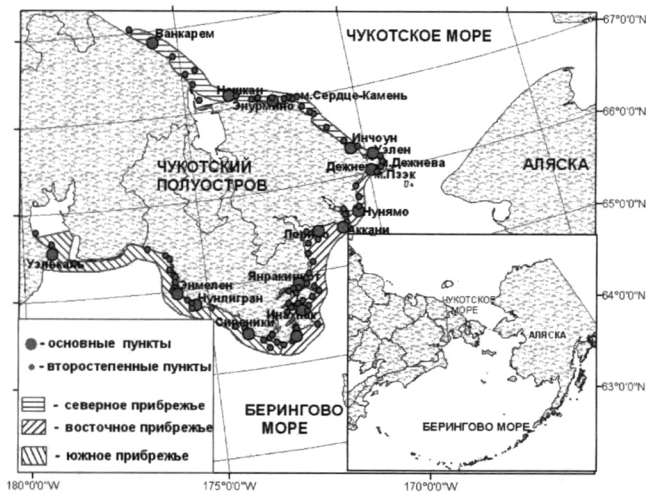 67°0'0"N
Ванкарем
ЧУКОТСКОЕ МОРЕ
Нешкан
м.Сердце-Камень
Энурмино
66°0'0"N
Инчоун
Уэлен
м.Дежнева
Дежнево
м.Пээк
ЧУКОТСКИЙ
ПОЛУОСТРОВ
АЛЯСКА
65°0'0"N
Нунямо
Аккани
Лорино
Уэлькаль
Янракиннот
Энмелен
Нунлигран
Сиреники
64°0'0"N
63°0'0"N
ЧУКОТСКОЕ
МОРЕ
АЛЯСКА
БЕРИНГОВО МОРЕ
- основные пункты
- второстепенные пункты
- северное прибрежье
- восточное прибрежье
- южное прибрежье
БЕРИНГОВО
МОРЕ
180°0'0"W
175°0'0"W
170°0'0"W